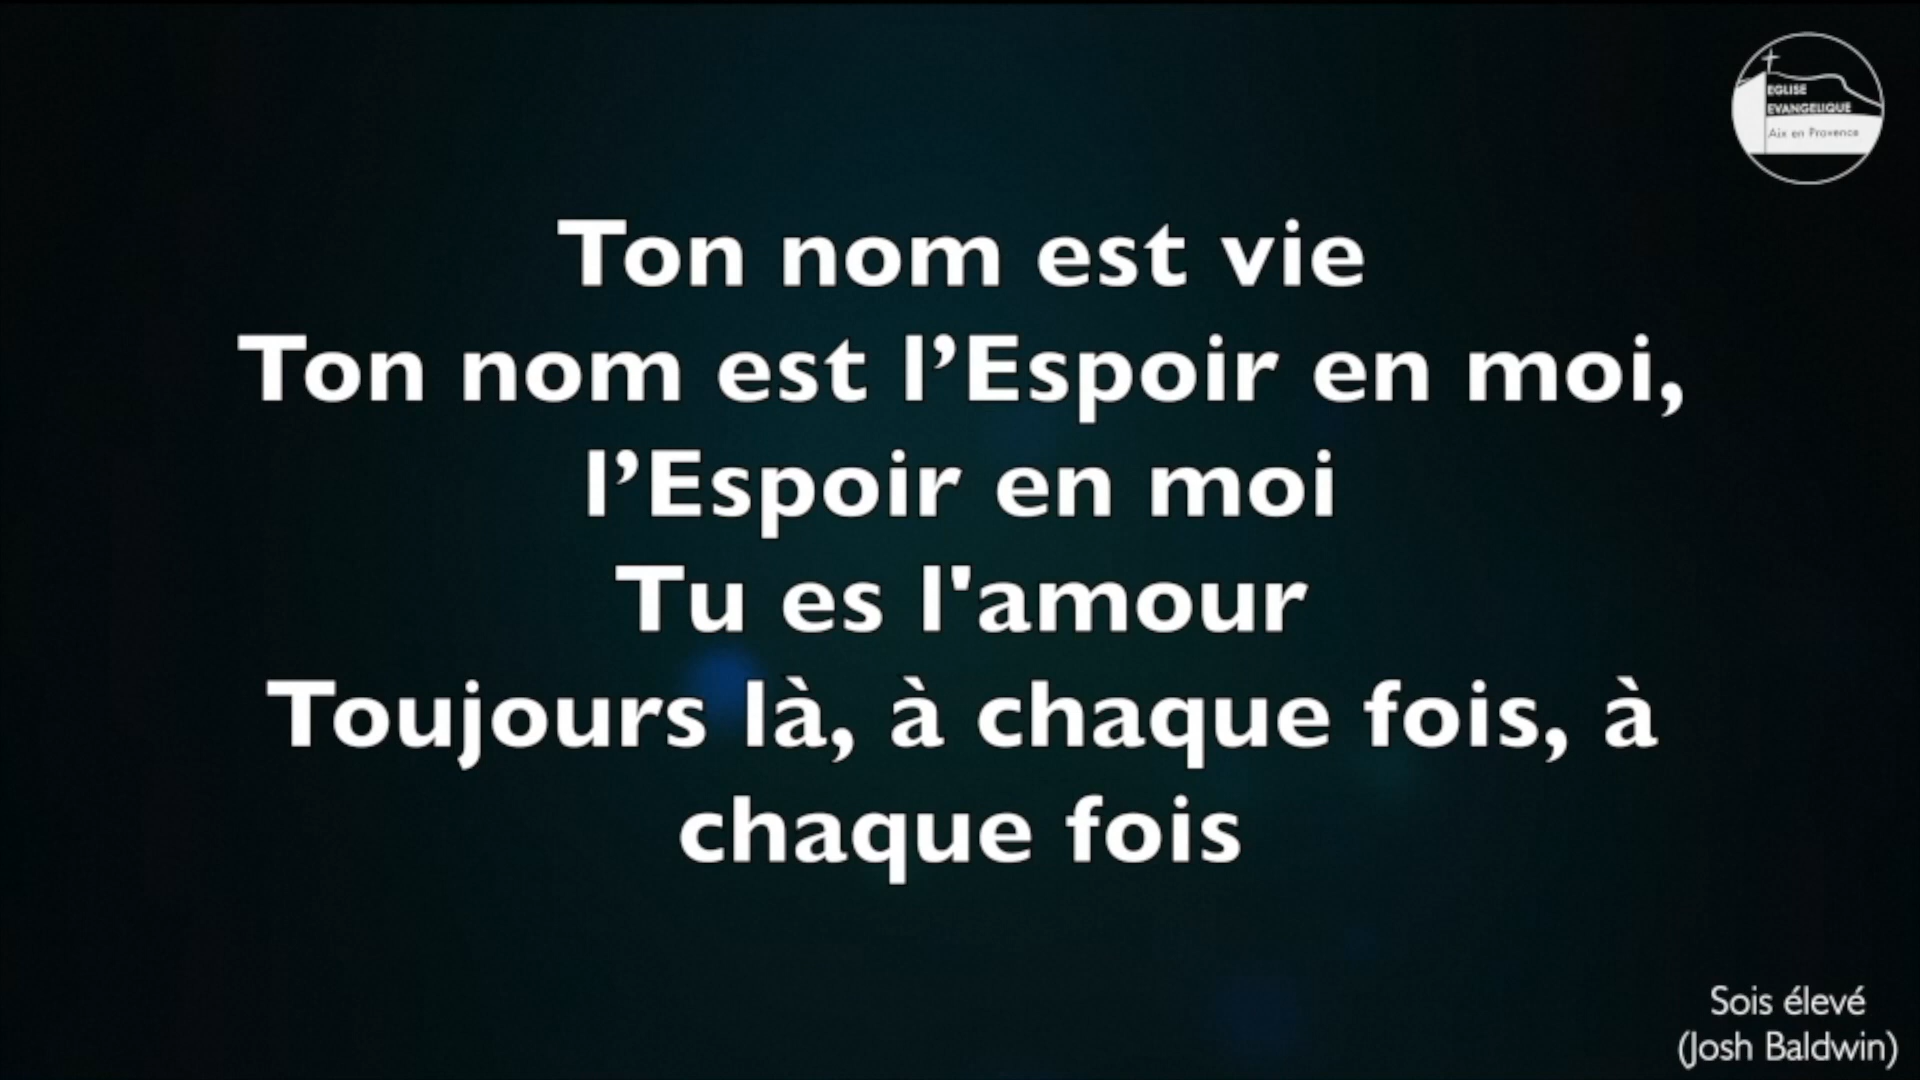 EGLISE
EVANGELIQUE
Aix en Provence
Ton nom est vie
Ton nom est l’Espoir en moi,
l’Espoir en moi
Tu es l'amour
Toujours là, à chaque fois, à
chaque fois
Sois élevé
(Josh Baldwin)